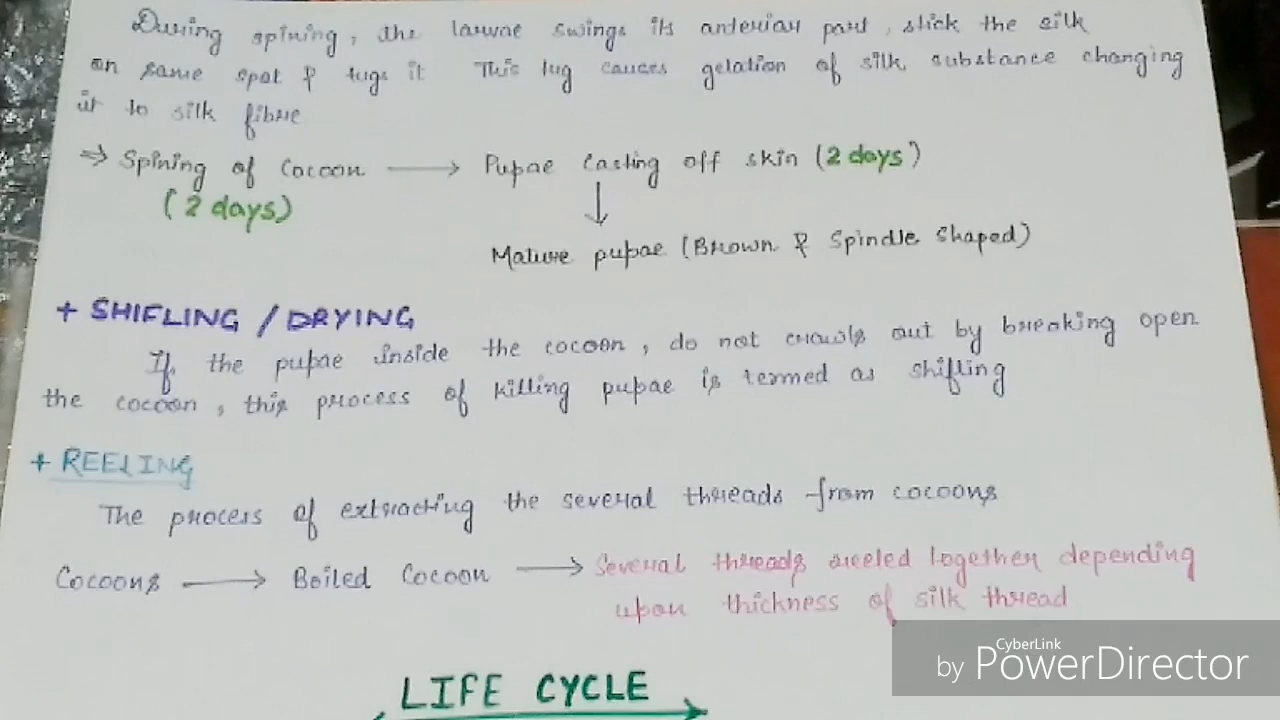 During spining, the larvae swings its anterior part, stick the silk
on same spot & tugs it This tug causes gelation of silk substance changing
it to silk fibre
⇒ Spining of Cocoon ⟶ Pupae casting off skin (2 days)
(2 days)
↓
Mature pupae (Brown & Spindle Shaped)
+ SHIFLING / DRYING
If the pupae inside the cocoon, do not crawls out by breaking open
the cocoon, this process of killing pupae is termed as shifling
+ REELING
The process of extracting the several threads from cocoons
Cocoons ⟶ Boiled Cocoon ⟶ Several threads reeled together depending
upon thickness of silk thread
LIFE CYCLE
CyberLink
by PowerDirector